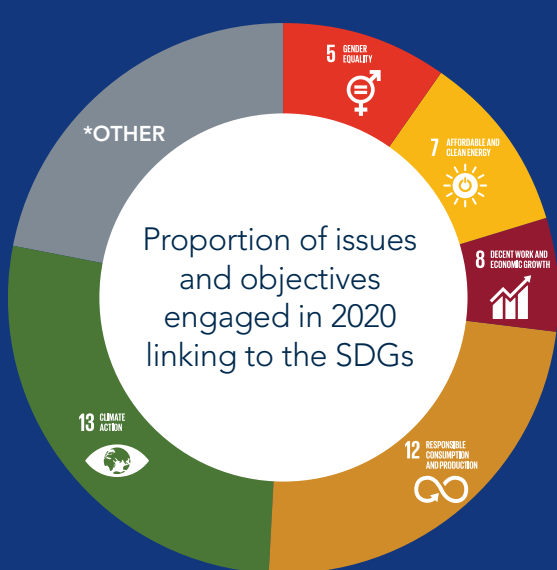 5 GENDER
EQUALITY
7 AFFORDABLE AND
CLEAN ENERGY
8 DECENT WORK AND
ECONOMIC GROWTH
12 RESPONSIBLE
CONSUMPTION
AND PRODUCTION
13 CLIMATE
ACTION
*OTHER
Proportion of issues
and objectives
engaged in 2020
linking to the SDGs